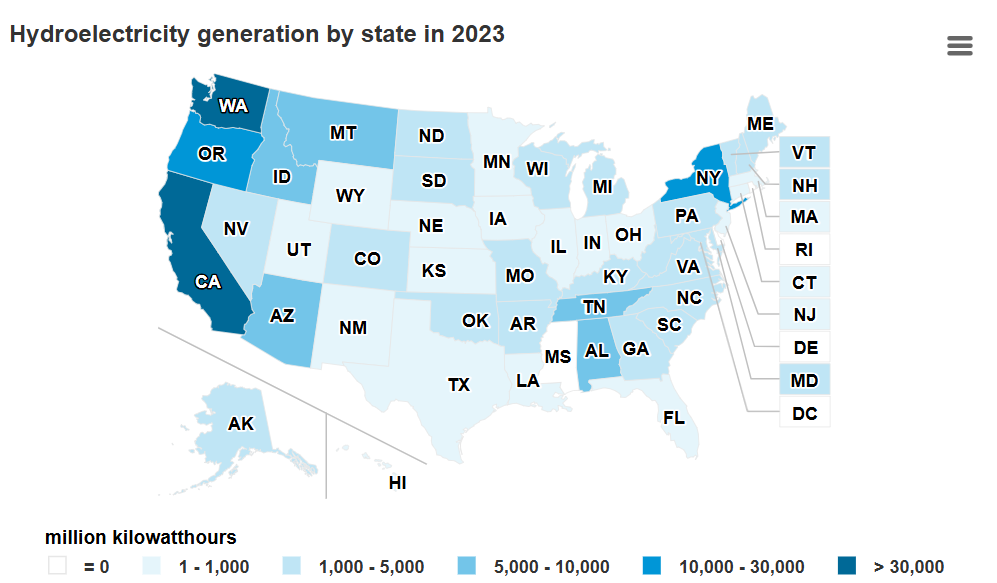 Hydroelectricity generation by state in 2023
WA
ME
MT
ND
VT
OR
MN
WI
NY
ID
SD
MI
NH
WY
MA
NV
NE
IA
PA
UT
IL
IN
OH
RI
CO
CA
KS
MO
KY
VA
CT
AZ
NM
OK
AR
TN
NC
NJ
SC
MS
AL
GA
DE
TX
LA
MD
FL
DC
AK
HI
million kilowatthours
= 0 1 - 1,000 1,000 - 5,000 5,000 - 10,000 10,000 - 30,000 > 30,000